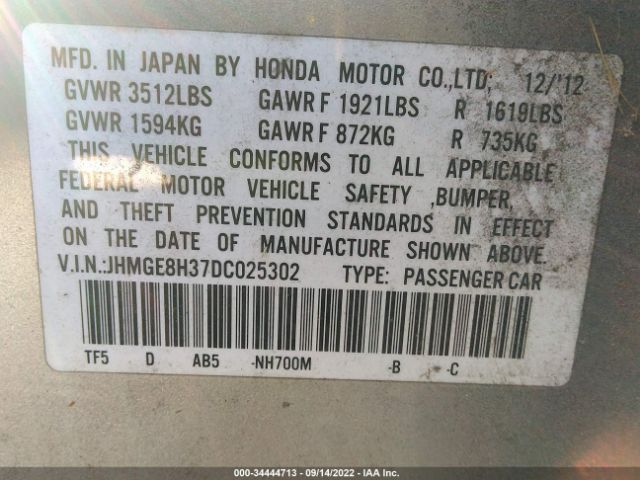 MFD. IN JAPAN BY HONDA MOTOR CO.,LTD; 12/'12
GVWR 3512LBS GAWR F 1921LBS R 1619LBS
GVWR 1594KG GAWR F 872KG R 735KG
THIS VEHICLE CONFORMS TO ALL APPLICABLE
FEDERAL MOTOR VEHICLE SAFETY ,BUMPER,
AND THEFT PREVENTION STANDARDS IN EFFECT
ON THE DATE OF MANUFACTURE SHOWN ABOVE.
V.I.N.:JHMGE8H37DC025302 TYPE: PASSENGER CAR
TF5 D AB5 -NH700M -B -C
000-34444713 - 09/14/2022 - IAA Inc.